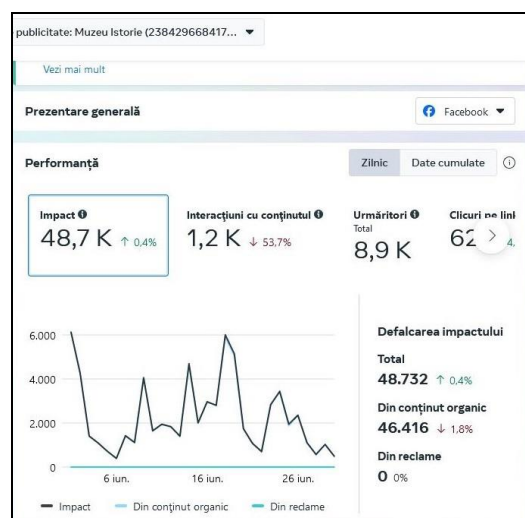 publicitate: Muzeu Istorie (238429668417...
Vezi mai mult
Prezentare generală
Facebook
Performanță
Zilnic
Date cumulate
Impact
48,7 K ↑ 0,4%
Interacțiuni cu conținutul
1,2 K ↓ 53,7%
Urmăritori
Total
8,9 K
Clicuri pe link
62
4,
6.000
4.000
2.000
0
6 iun.
16 iun.
26 iun.
Impact
Din conținut organic
Din reclame
Defalcarea impactului
Total
48.732 ↑ 0,4%
Din conținut organic
46.416 ↓ 1,8%
Din reclame
0 0%